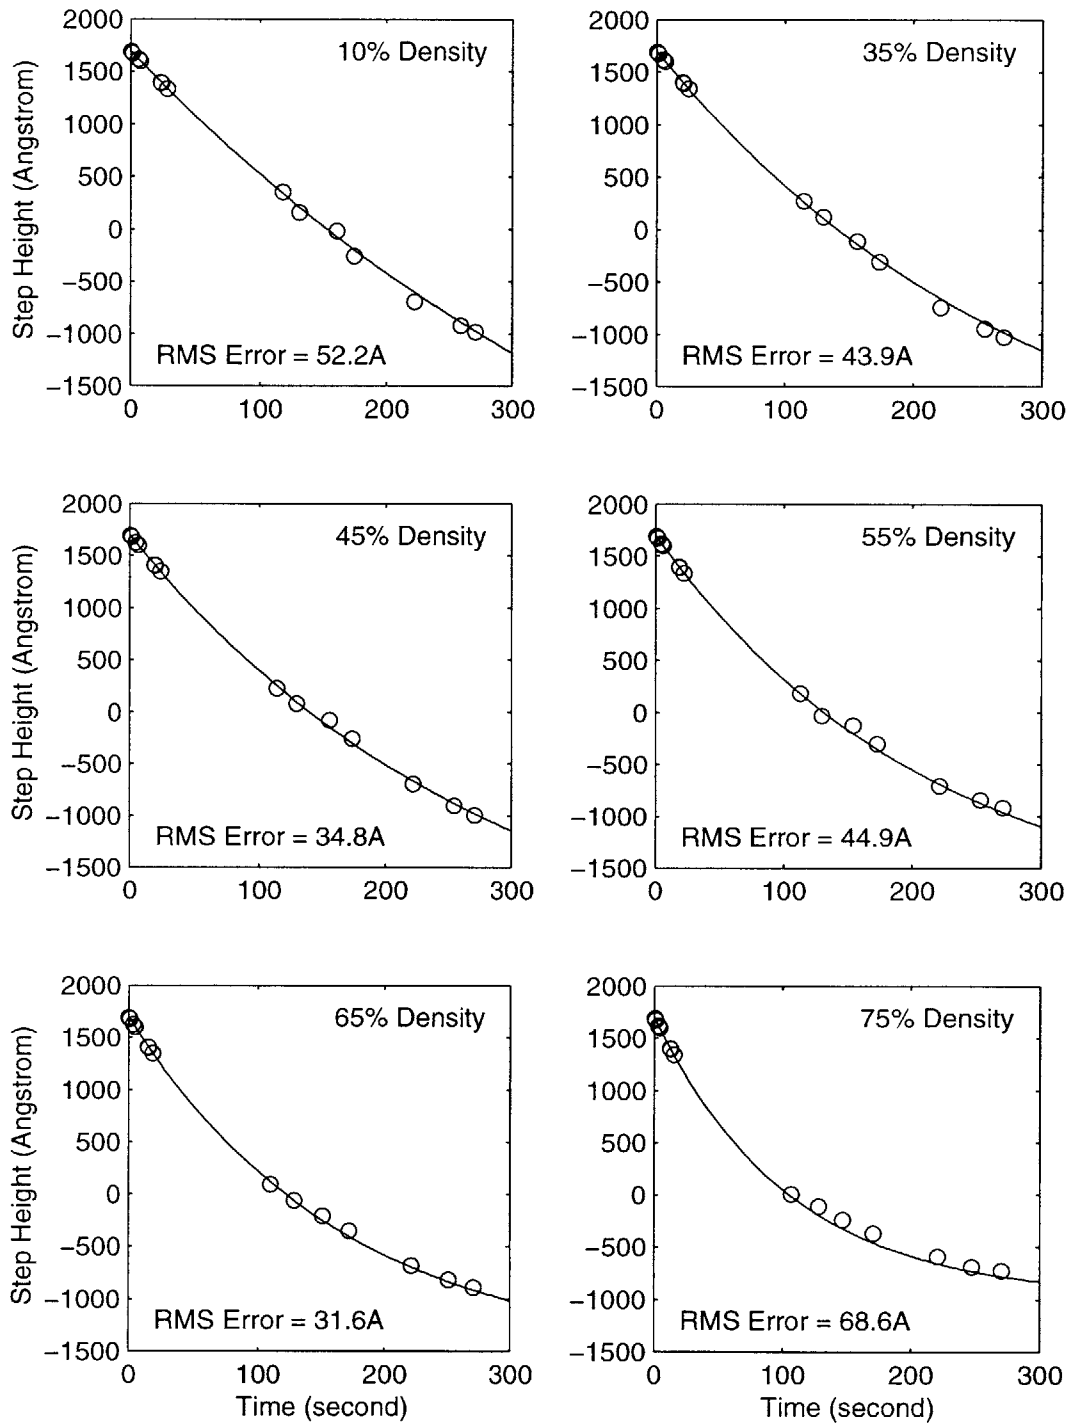 10% Density
Step Height (Angstrom)
2000
1500
1000
500
0
−500
−1000
−1500
RMS Error = 52.2A
0 100 200 300
35% Density
2000
1500
1000
500
0
−500
−1000
−1500
RMS Error = 43.9A
0 100 200 300
45% Density
Step Height (Angstrom)
2000
1500
1000
500
0
−500
−1000
−1500
RMS Error = 34.8A
0 100 200 300
55% Density
2000
1500
1000
500
0
−500
−1000
−1500
RMS Error = 44.9A
0 100 200 300
65% Density
Step Height (Angstrom)
2000
1500
1000
500
0
−500
−1000
−1500
RMS Error = 31.6A
0 100 200 300
Time (second)
75% Density
2000
1500
1000
500
0
−500
−1000
−1500
RMS Error = 68.6A
0 100 200 300
Time (second)